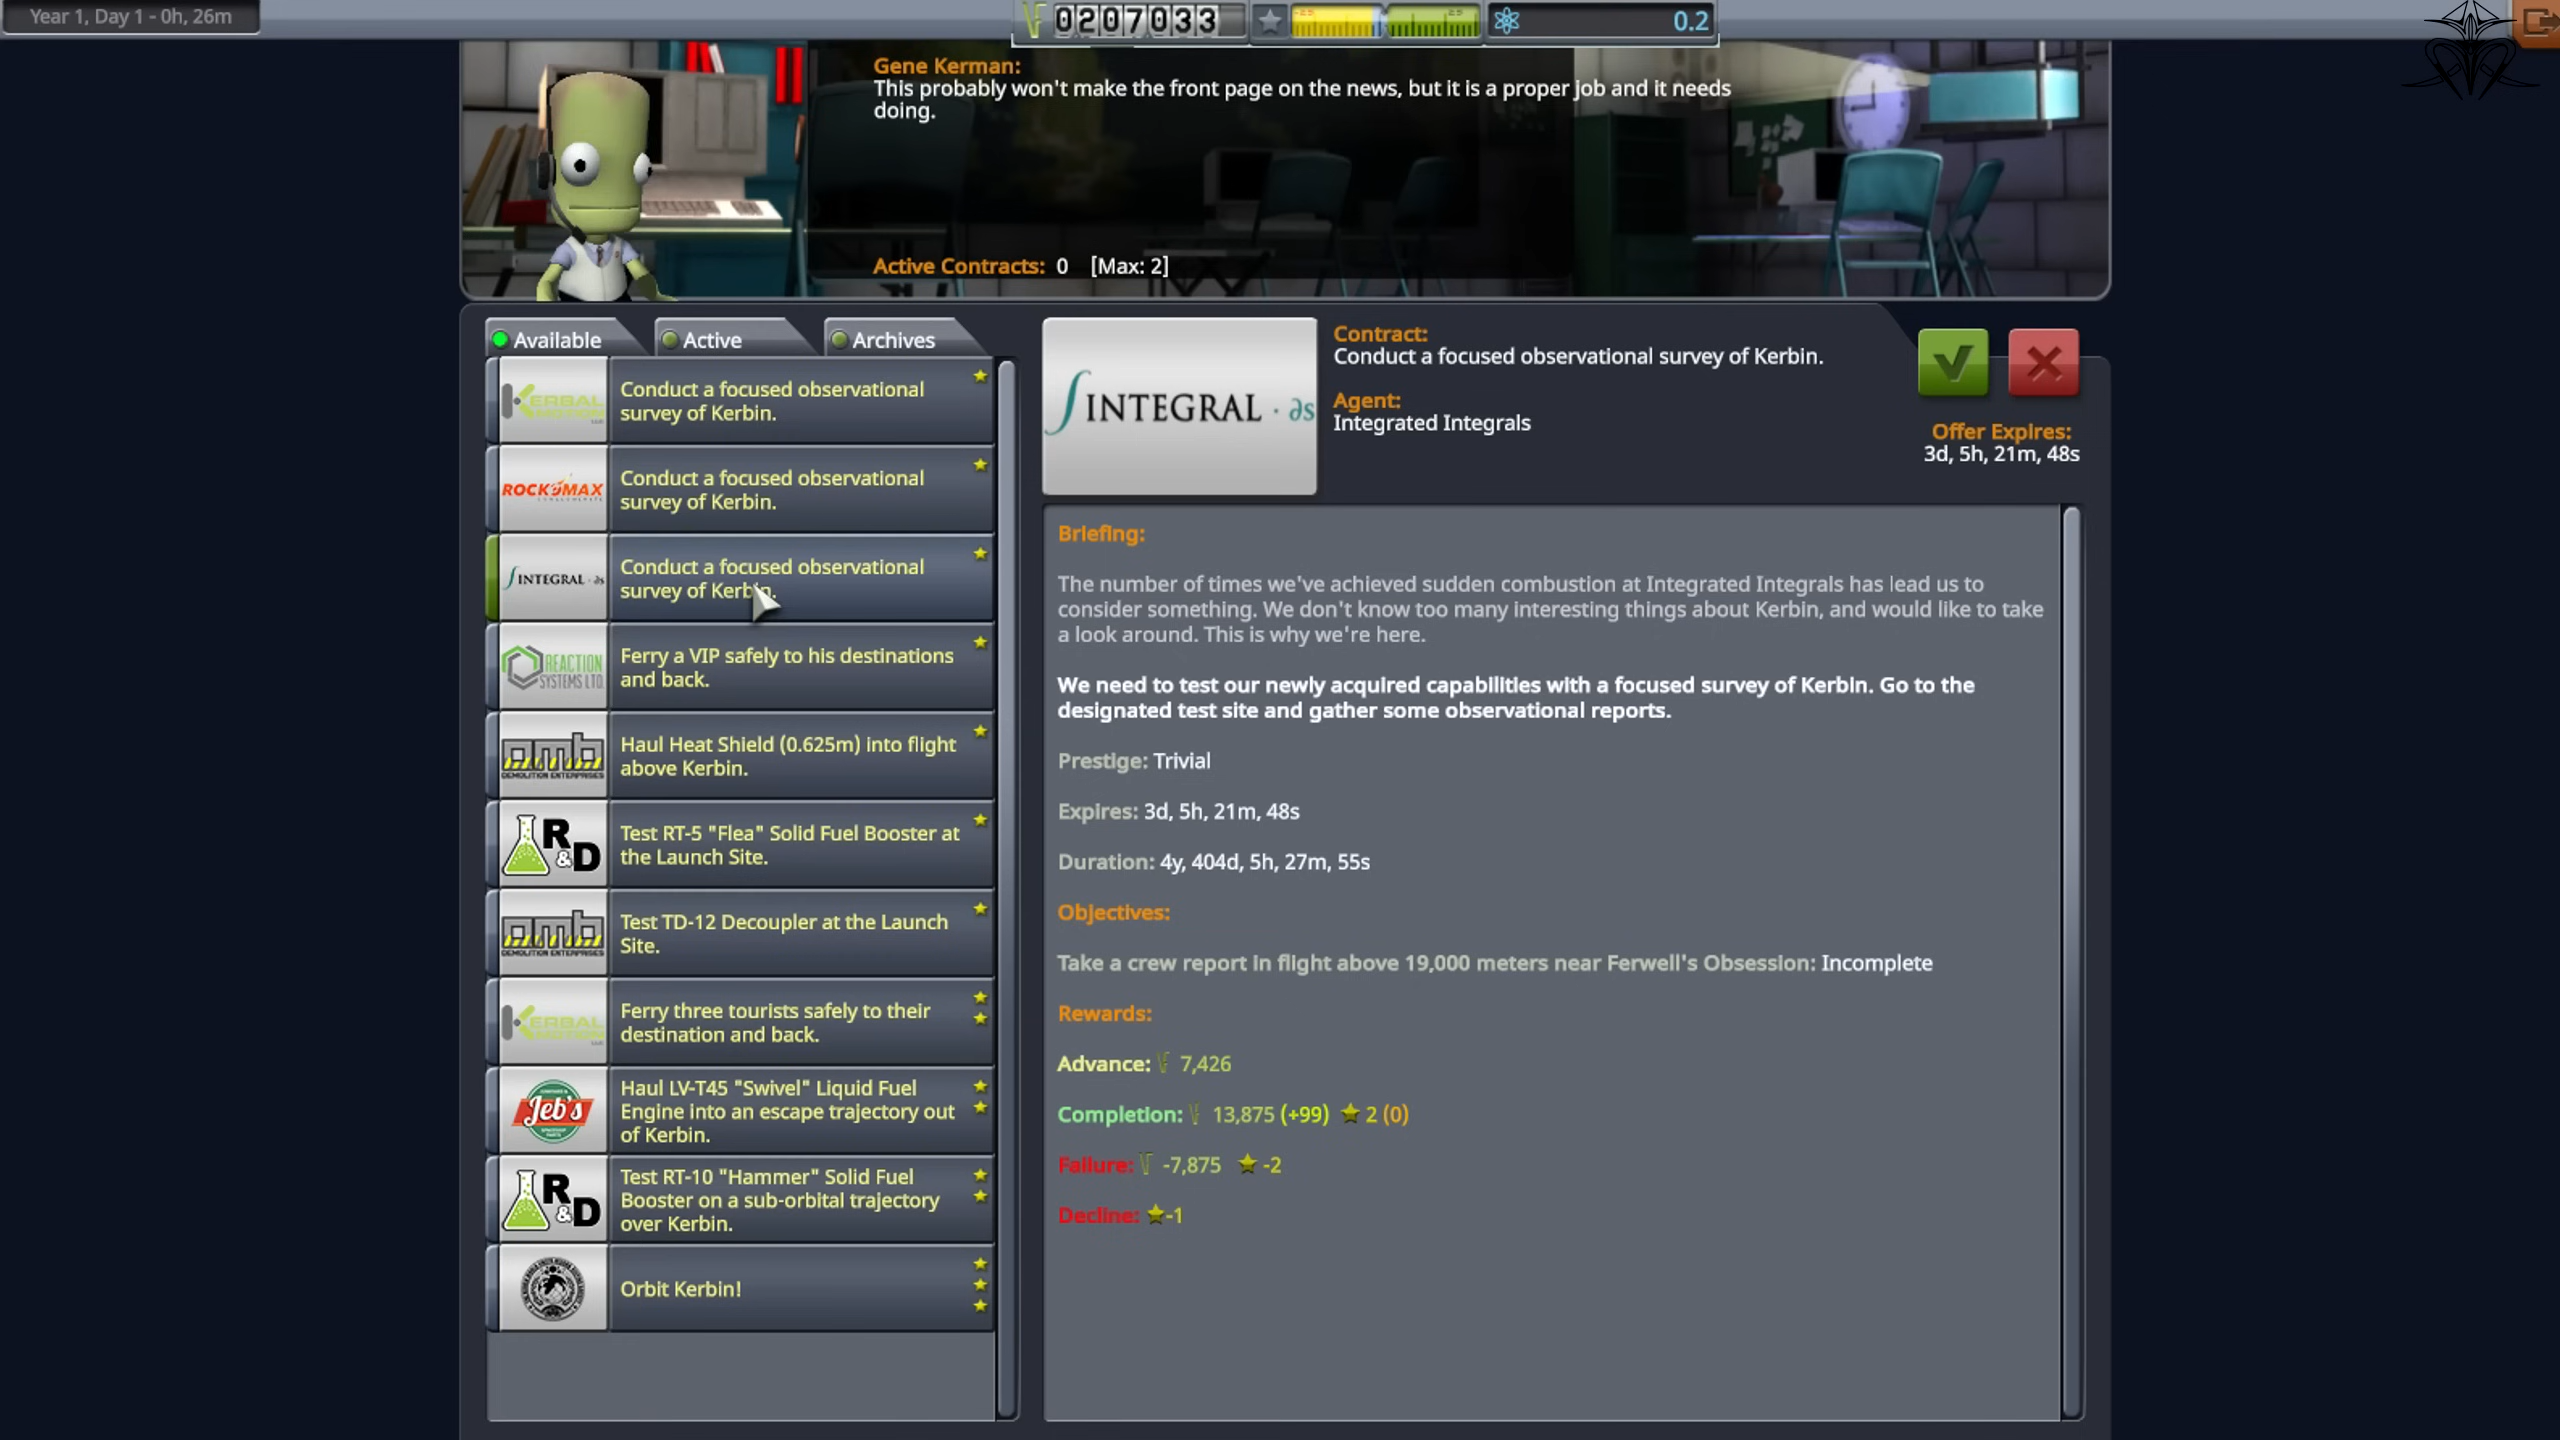 Year 1, Day 1 - 0h, 26m
0207033
0.2
Gene Kerman:
This probably won't make the front page on the news, but it is a proper job and it needs
doing.
Active Contracts: 0 [Max: 2]
Available
Active
Archives
KERBAL
MOTION
Conduct a focused observational
survey of Kerbin.
ROCKOMAX
CONGLOMERATE
Conduct a focused observational
survey of Kerbin.
∫INTEGRAL · ∂s
Conduct a focused observational
survey of Kerbin.
REACTION
SYSTEMS LTD
Ferry a VIP safely to his destinations
and back.
DEMOLITION ENTERPRISES
Haul Heat Shield (0.625m) into flight
above Kerbin.
R&D
Test RT-5 "Flea" Solid Fuel Booster at
the Launch Site.
DEMOLITION ENTERPRISES
Test TD-12 Decoupler at the Launch
Site.
KERBAL
MOTION
Ferry three tourists safely to their
destination and back.
Jeb's
Haul LV-T45 "Swivel" Liquid Fuel
Engine into an escape trajectory out
of Kerbin.
R&D
Test RT-10 "Hammer" Solid Fuel
Booster on a sub-orbital trajectory
over Kerbin.
Orbit Kerbin!
∫INTEGRAL · ∂s
Contract:
Conduct a focused observational survey of Kerbin.
Agent:
Integrated Integrals
Offer Expires:
3d, 5h, 21m, 48s
Briefing:
The number of times we've achieved sudden combustion at Integrated Integrals has lead us to
consider something. We don't know too many interesting things about Kerbin, and would like to take
a look around. This is why we're here.
We need to test our newly acquired capabilities with a focused survey of Kerbin. Go to the
designated test site and gather some observational reports.
Prestige: Trivial
Expires: 3d, 5h, 21m, 48s
Duration: 4y, 404d, 5h, 27m, 55s
Objectives:
Take a crew report in flight above 19,000 meters near Ferwell's Obsession: Incomplete
Rewards:
Advance: 7,426
Completion: 13,875 (+99) 2 (0)
Failure: -7,875 -2
Decline: -1